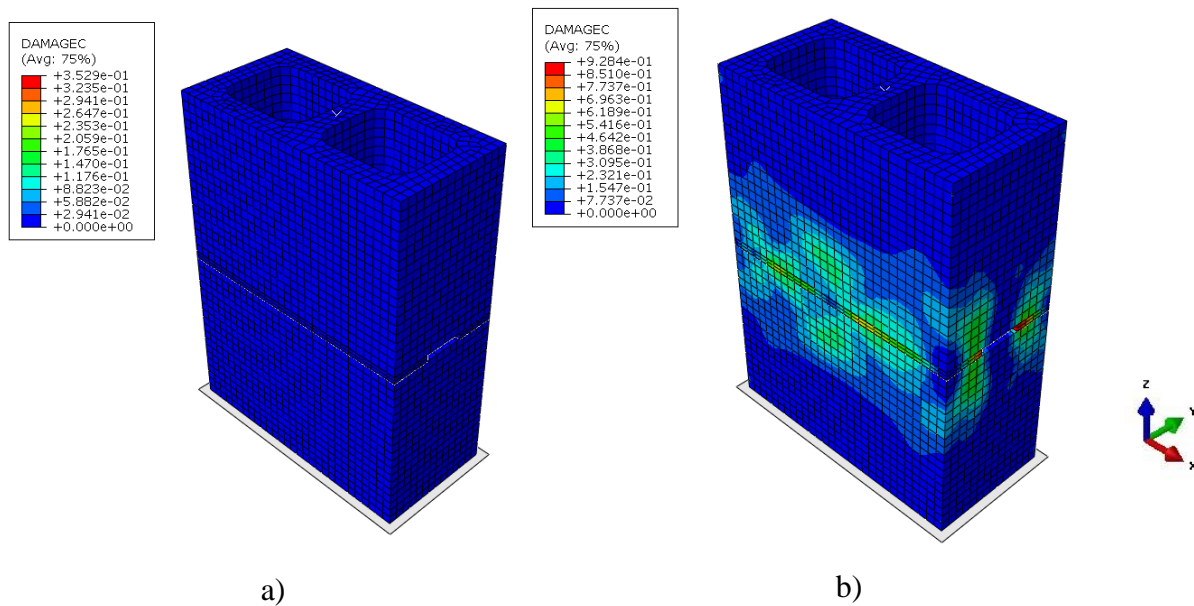 DAMAGEC
(Avg: 75%)
+3.529e-01
+3.235e-01
+2.941e-01
+2.647e-01
+2.353e-01
+2.059e-01
+1.765e-01
+1.470e-01
+1.176e-01
+8.823e-02
+5.882e-02
+2.941e-02
+0.000e+00
DAMAGEC
(Avg: 75%)
+9.284e-01
+8.510e-01
+7.737e-01
+6.963e-01
+6.189e-01
+5.416e-01
+4.642e-01
+3.868e-01
+3.095e-01
+2.321e-01
+1.547e-01
+7.737e-02
+0.000e+00
Z
Y
X
a)
b)